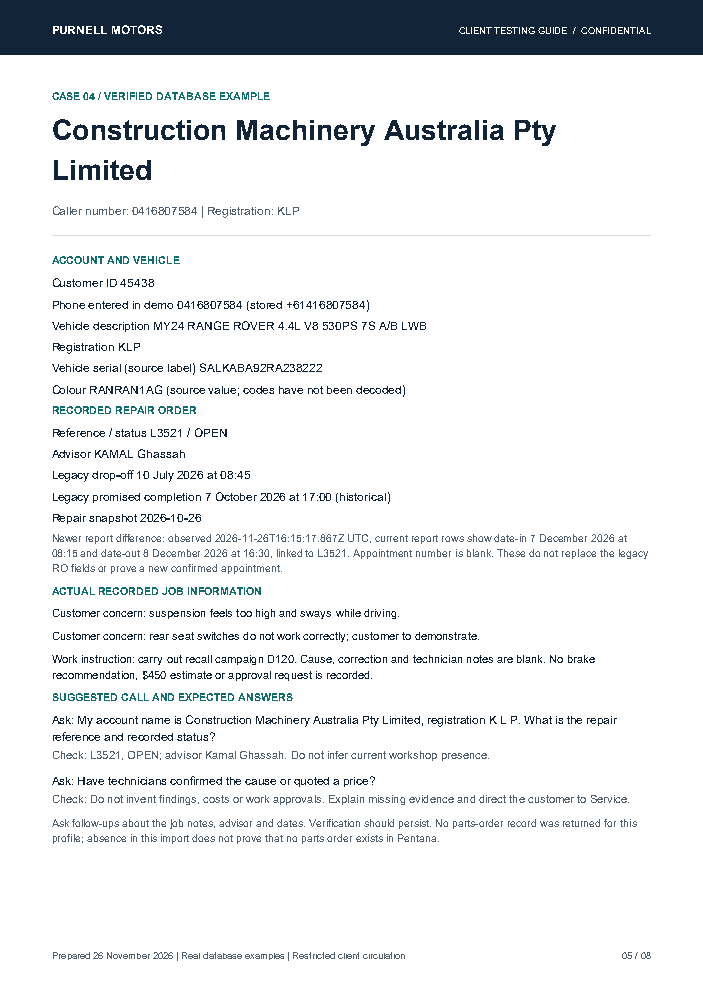 PURNELL MOTORS
CLIENT TESTING GUIDE / CONFIDENTIAL
CASE 04 / VERIFIED DATABASE EXAMPLE
Construction Machinery Australia Pty
Limited
Caller number: 0416807584 | Registration: KLP
ACCOUNT AND VEHICLE
Customer ID 45438
Phone entered in demo 0416807584 (stored +61416807584)
Vehicle description MY24 RANGE ROVER 4.4L V8 530PS 7S A/B LWB
Registration KLP
Vehicle serial (source label) SALKABA92RA238222
Colour RANRAN1AG (source value; codes have not been decoded)
RECORDED REPAIR ORDER
Reference / status L3521 / OPEN
Advisor KAMAL Ghassah
Legacy drop-off 10 July 2026 at 08:45
Legacy promised completion 7 October 2026 at 17:00 (historical)
Repair snapshot 2026-10-26
Newer report difference: observed 2026-11-26T16:15:17.867Z UTC, current report rows show date-in 7 December 2026 at
08:15 and date-out 8 December 2026 at 16:30, linked to L3521. Appointment number is blank. These do not replace the legacy
RO fields or prove a new confirmed appointment.
ACTUAL RECORDED JOB INFORMATION
Customer concern: suspension feels too high and sways while driving.
Customer concern: rear seat switches do not work correctly; customer to demonstrate.
Work instruction: carry out recall campaign D120. Cause, correction and technician notes are blank. No brake
recommendation, $450 estimate or approval request is recorded.
SUGGESTED CALL AND EXPECTED ANSWERS
Ask: My account name is Construction Machinery Australia Pty Limited, registration K L P. What is the repair
reference and recorded status?
Check: L3521, OPEN; advisor Kamal Ghassah. Do not infer current workshop presence.
Ask: Have technicians confirmed the cause or quoted a price?
Check: Do not invent findings, costs or work approvals. Explain missing evidence and direct the customer to Service.
Ask follow-ups about the job notes, advisor and dates. Verification should persist. No parts-order record was returned for this
profile; absence in this import does not prove that no parts order exists in Pentana.
Prepared 26 November 2026 | Real database examples | Restricted client circulation
05 / 08